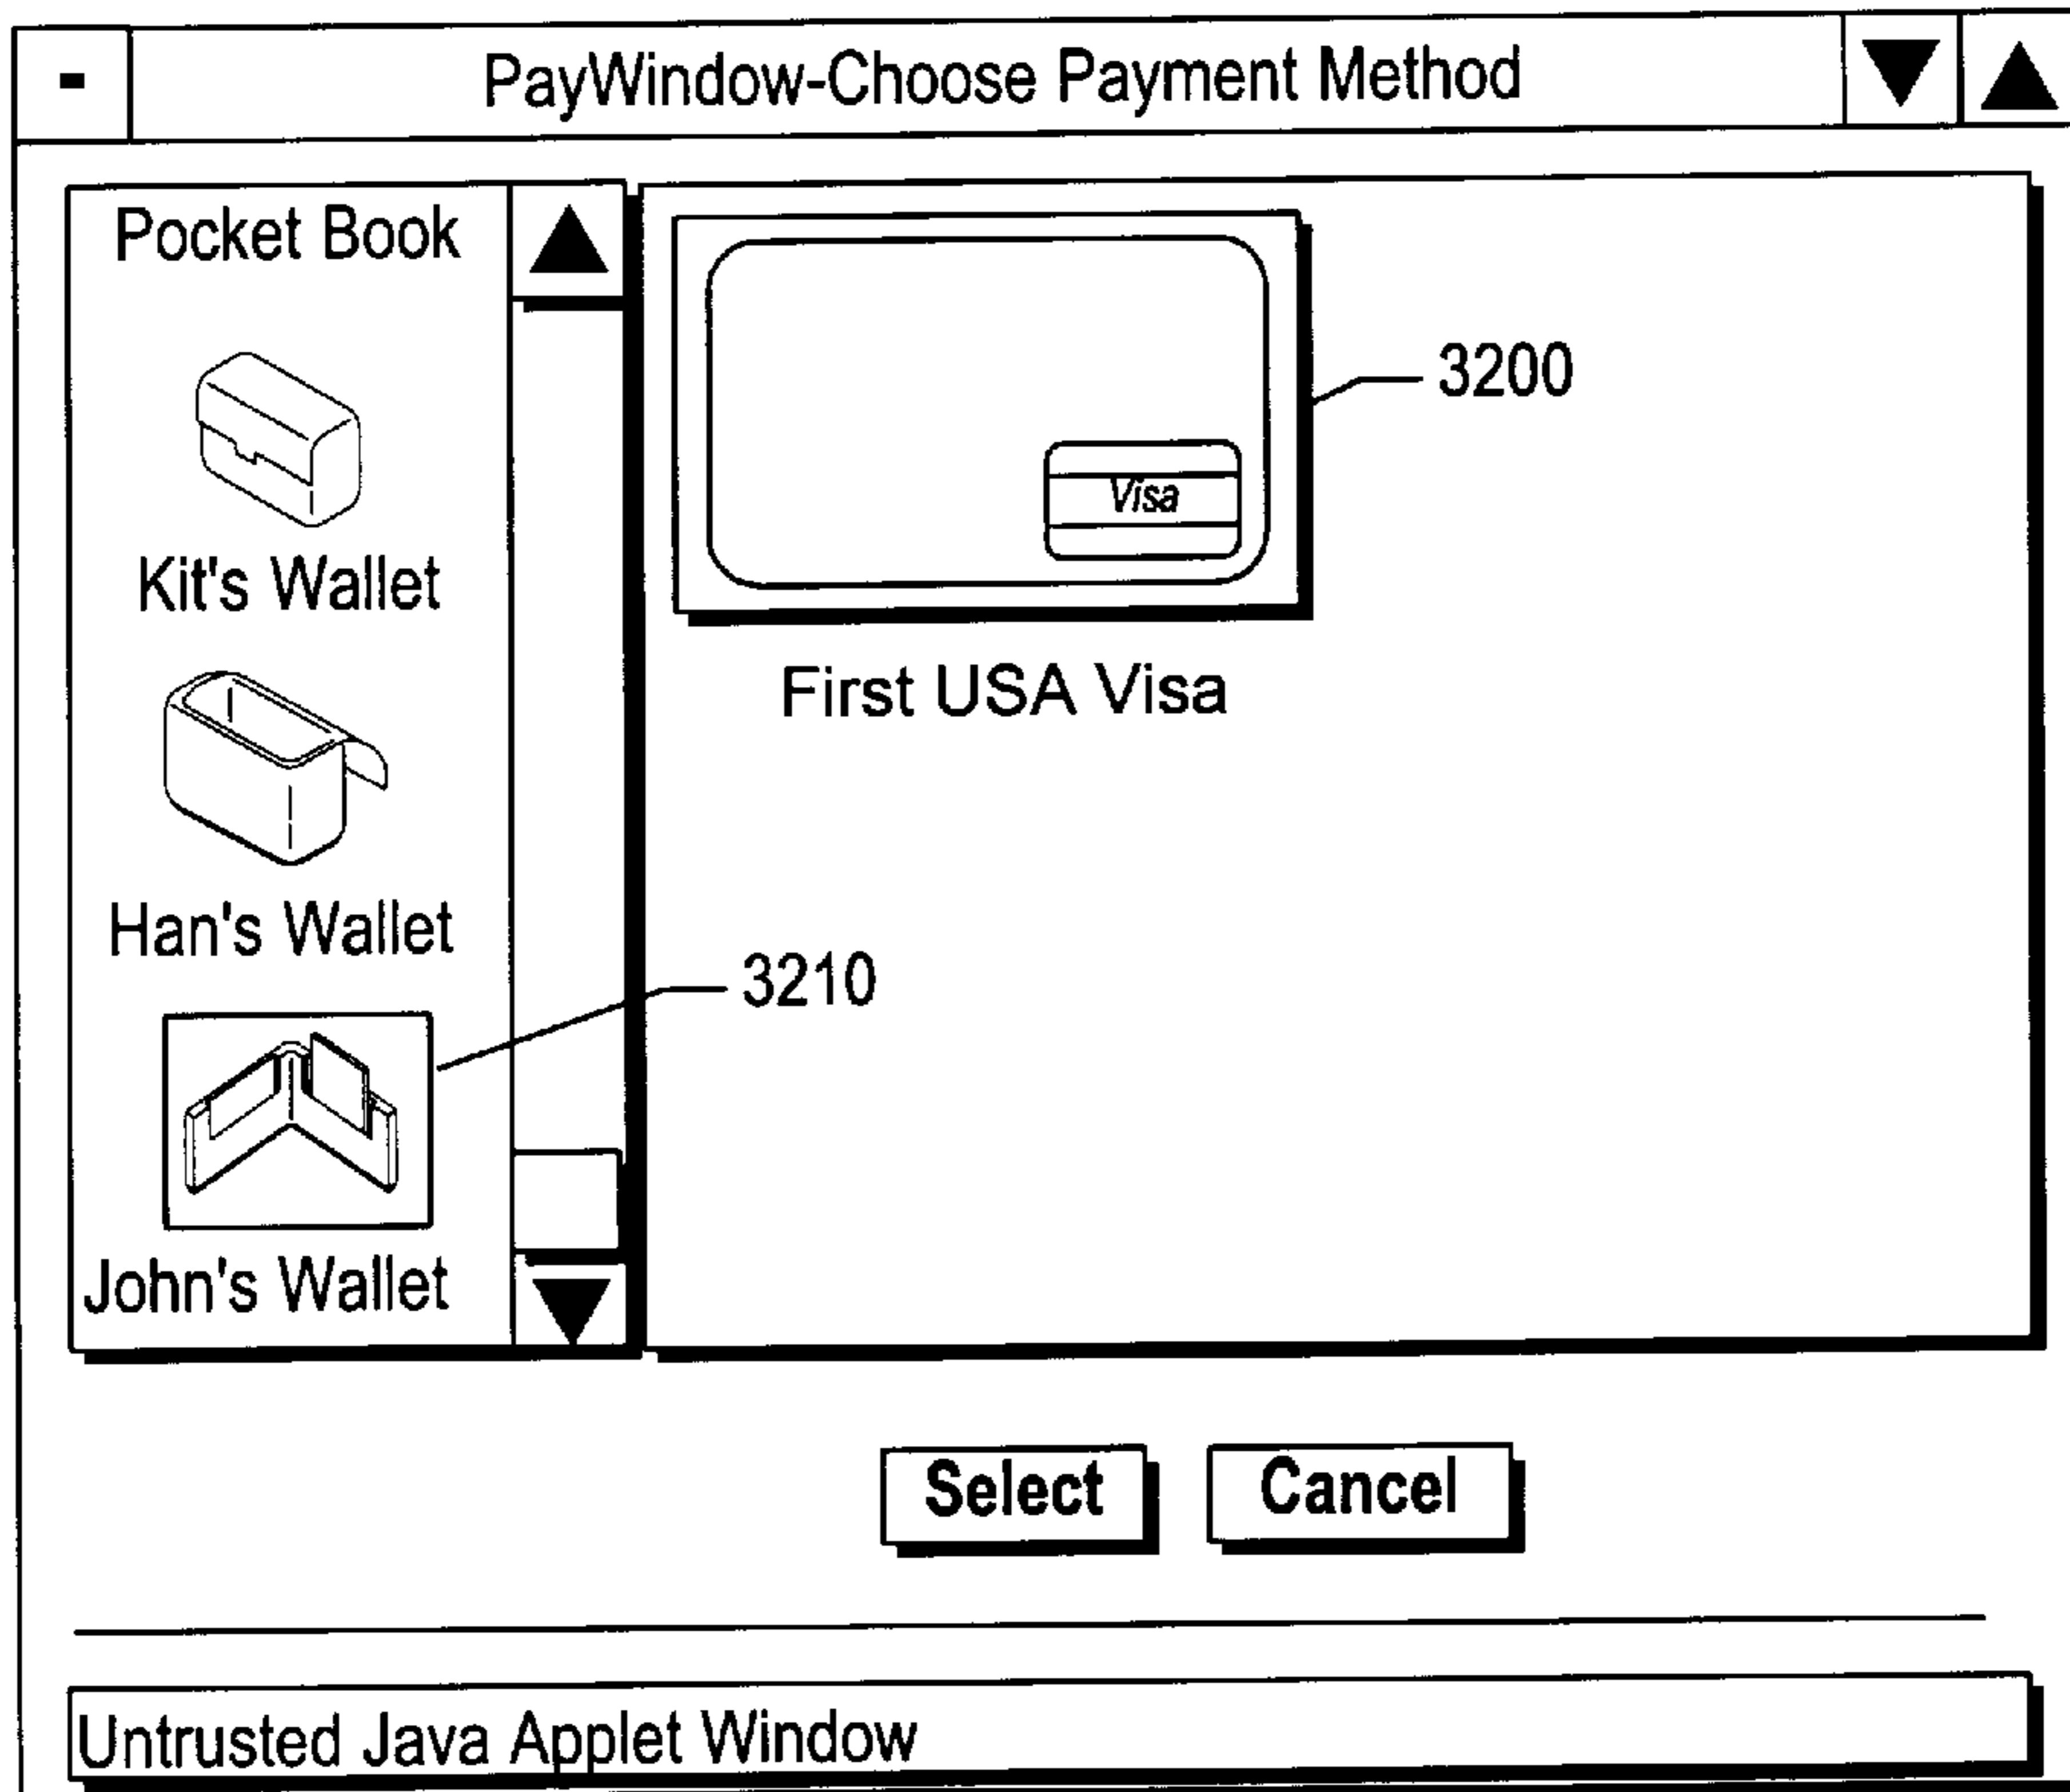 PayWindow-Choose Payment Method
Pocket Book
Kit's Wallet
Han's Wallet
3210
John's Wallet
Visa
3200
First USA Visa
Select
Cancel
Untrusted Java Applet Window